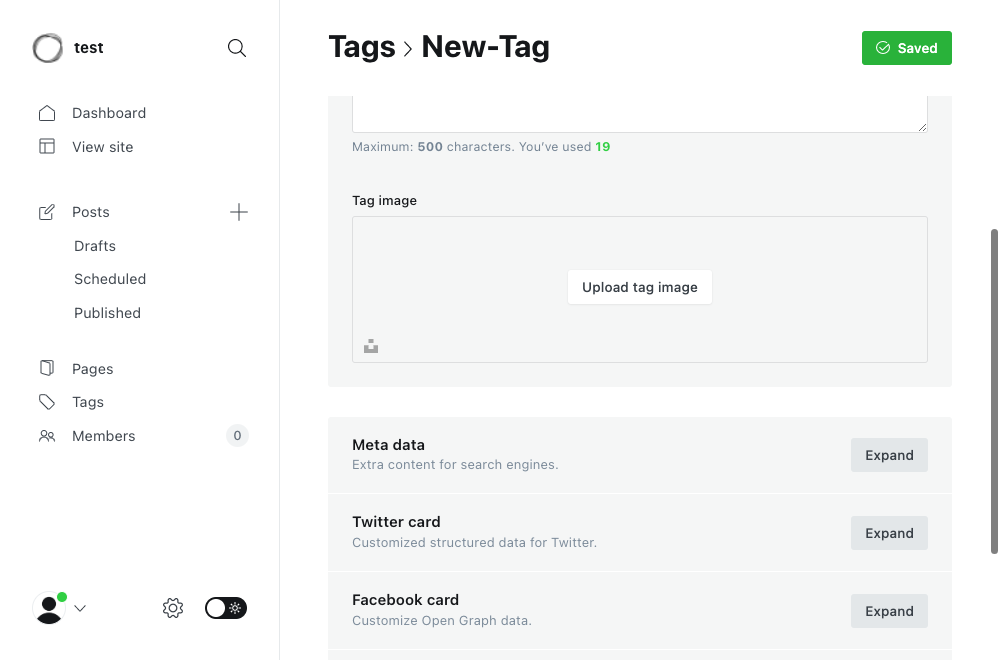 test
Dashboard
View site
Posts
Drafts
Scheduled
Published
Pages
Tags
Members 0
Tags > New-Tag
Saved
Maximum: 500 characters. You've used 19
Tag image
Upload tag image
Meta data
Extra content for search engines.
Expand
Twitter card
Customized structured data for Twitter.
Expand
Facebook card
Customize Open Graph data.
Expand